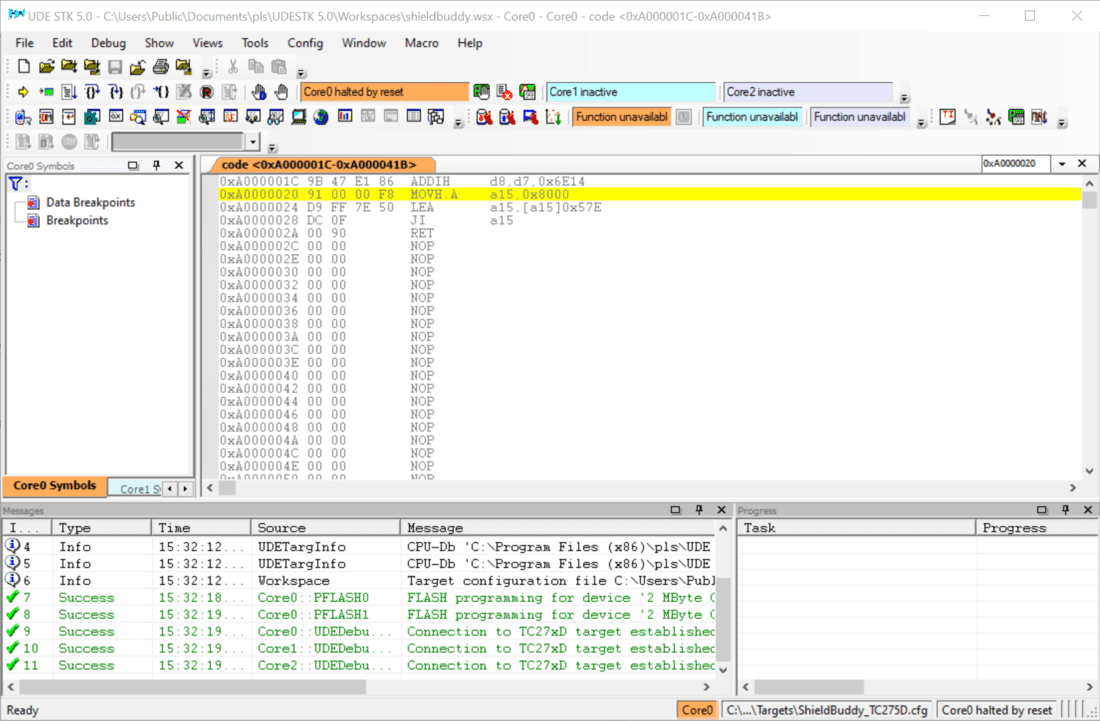 UDE STK 5.0 - C:\Users\Public\Documents\pls\UDESTK 5.0\Workspaces\shieldbuddy.wsx - Core0 - Core0 - code <0xA000001C-0xA000041B>
File Edit Debug Show Views Tools Config Window Macro Help
Core0 halted by reset Core1 inactive Core2 inactive
Function unavailabl Function unavailabl Function unavailabl
Core0 Symbols
code <0xA000001C-0xA000041B>
0xA0000020
Data Breakpoints
Breakpoints
0xA000001C 9B 47 E1 86 ADDIH d8,d7,0x6E14
0xA0000020 91 00 00 F8 MOVH.A a15,0x8000
0xA0000024 D9 FF 7E 50 LEA a15,[a15]0x57E
0xA0000028 DC 0F JI a15
0xA000002A 00 90 RET
0xA000002C 00 00 NOP
0xA000002E 00 00 NOP
0xA0000030 00 00 NOP
0xA0000032 00 00 NOP
0xA0000034 00 00 NOP
0xA0000036 00 00 NOP
0xA0000038 00 00 NOP
0xA000003A 00 00 NOP
0xA000003C 00 00 NOP
0xA000003E 00 00 NOP
0xA0000040 00 00 NOP
0xA0000042 00 00 NOP
0xA0000044 00 00 NOP
0xA0000046 00 00 NOP
0xA0000048 00 00 NOP
0xA000004A 00 00 NOP
0xA000004C 00 00 NOP
0xA000004E 00 00 NOP
0xA0000050 00 00 NOP
Core0 Symbols Core1 S
Messages
I... Type Time Source Message
4 Info 15:32:12... UDETargInfo CPU-Db 'C:\Program Files (x86)\pls\UDE
5 Info 15:32:12... UDETargInfo CPU-Db 'C:\Program Files (x86)\pls\UDE
6 Info 15:32:12... Workspace Target configuration file C:\Users\Publ
7 Success 15:32:18... Core0::PFLASH0 FLASH programming for device '2 MByte
8 Success 15:32:19... Core0::PFLASH1 FLASH programming for device '2 MByte
9 Success 15:32:19... Core0::UDEDebu... Connection to TC27xD target established
10 Success 15:32:19... Core1::UDEDebu... Connection to TC27xD target established
11 Success 15:32:19... Core2::UDEDebu... Connection to TC27xD target established
Progress
Task Progress
Ready
Core0 C:\...\Targets\ShieldBuddy_TC275D.cfg Core0 halted by reset